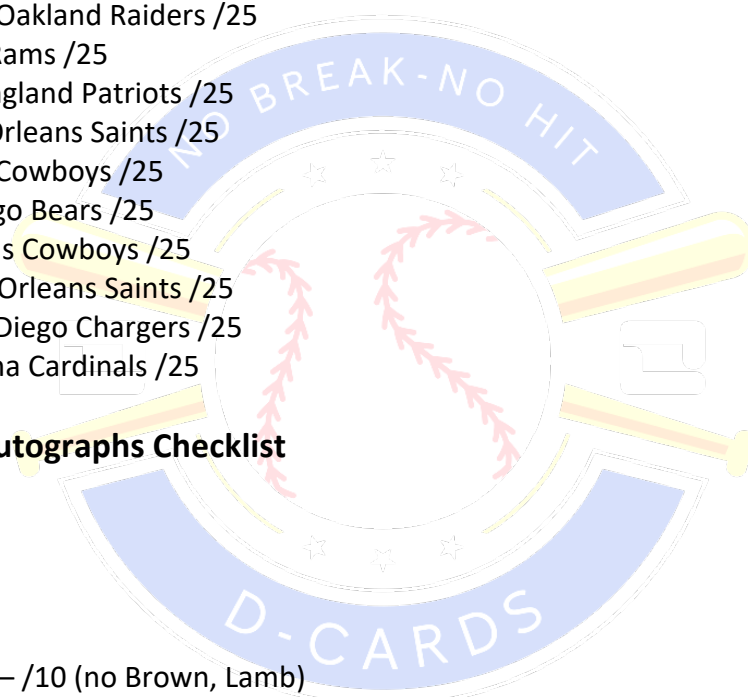 Oakland Raiders /25
Rams /25
gland Patriots /25
NO BREAK-NO HIT
Orleans Saints /25
Cowboys /25
go Bears /25
s Cowboys /25
Orleans Saints /25
Diego Chargers /25
na Cardinals /25
utographs Checklist
D-CARDS
– /10 (no Brown, Lamb)